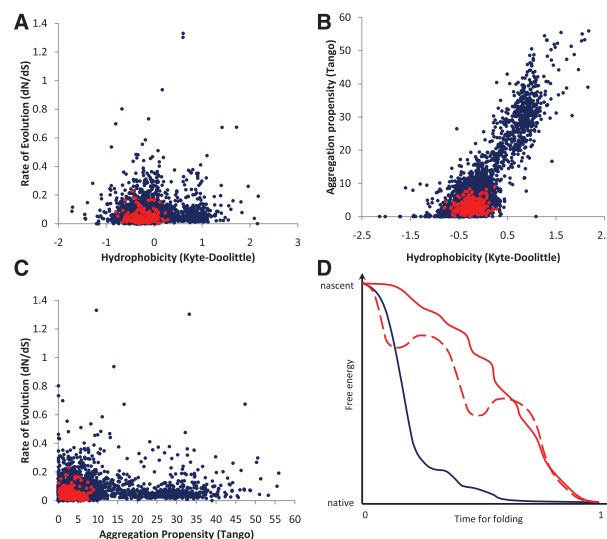 A
1.4
1.2
1
0.8
0.6
0.4
0.2
0
-2 -1 0 1 2 3
Rate of Evolution (dN/dS)
Hydrophobicity (Kyte-Doolittle)
B
60
50
40
30
20
10
0
-2.5 -1.5 -0.5 0.5 1.5 2.5
Aggregation propensity (Tango)
Hydrophobicity (Kyte-Doolittle)
C
1.4
1.2
1
0.8
0.6
0.4
0.2
0
0 5 10 15 20 25 30 35 40 45 50 55 60
Rate of Evolution (dN/dS)
Aggregation Propensity (Tango)
D
nascent
Free energy
native
0 1
Time for folding